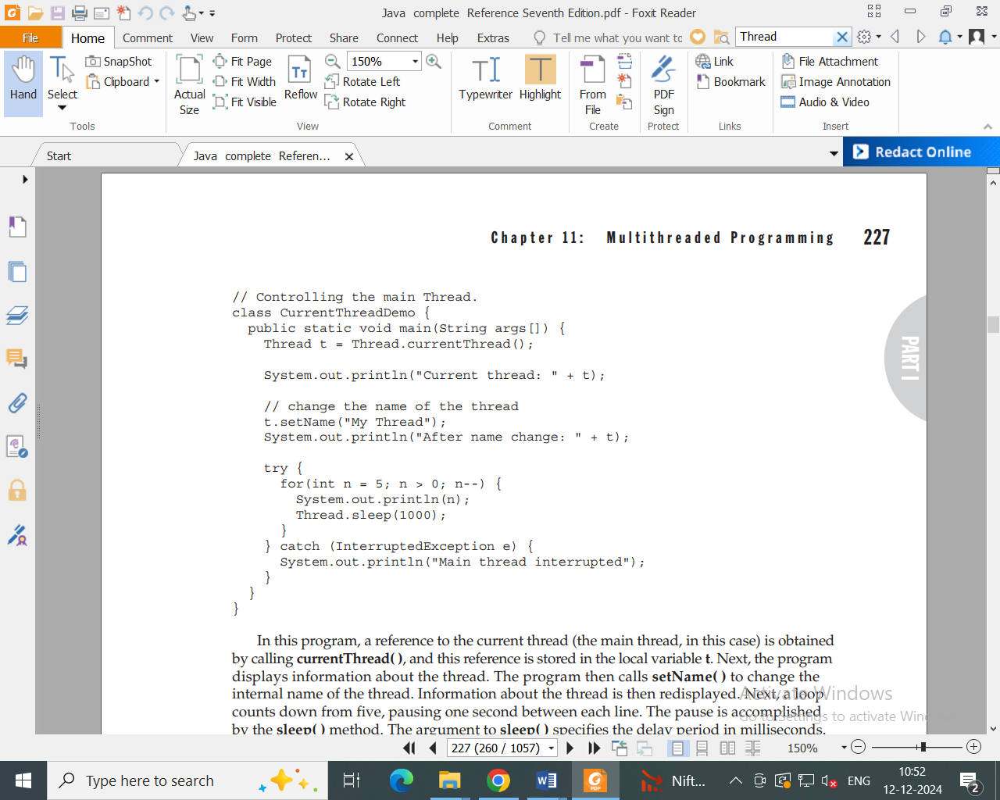 Java complete Reference Seventh Edition.pdf - Foxit Reader
File Home Comment View Form Protect Share Connect Help Extras Tell me what you want to Thread
Hand
Select
SnapShot
Clipboard
Tools
Actual Size
Fit Page
Fit Width
Fit Visible
Reflow
150%
Rotate Left
Rotate Right
View
Typewriter
Highlight
Comment
From File
Create
PDF Sign
Protect
Link
Bookmark
Links
File Attachment
Image Annotation
Audio & Video
Insert
Start
Java complete Referen...
Redact Online
Chapter 11: Multithreaded Programming 227
PART I
// Controlling the main Thread.
class CurrentThreadDemo {
  public static void main(String args[]) {
    Thread t = Thread.currentThread();

    System.out.println("Current thread: " + t);

    // change the name of the thread
    t.setName("My Thread");
    System.out.println("After name change: " + t);

    try {
      for(int n = 5; n > 0; n--) {
        System.out.println(n);
        Thread.sleep(1000);
      }
    } catch (InterruptedException e) {
      System.out.println("Main thread interrupted");
    }
  }
}
In this program, a reference to the current thread (the main thread, in this case) is obtained
by calling currentThread( ), and this reference is stored in the local variable t. Next, the program
displays information about the thread. The program then calls setName( ) to change the
internal name of the thread. Information about the thread is then redisplayed. Next, a loop
counts down from five, pausing one second between each line. The pause is accomplished
by the sleep( ) method. The argument to sleep( ) specifies the delay period in milliseconds.
Activate Windows
Go to Settings to activate Windows
227 (260 / 1057)
150%
Type here to search
PDF
Nift...
ENG
10:52
12-12-2024
2